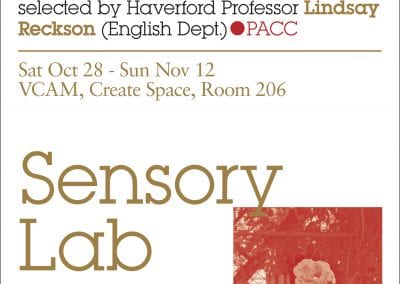 selected by Haverford Professor Lindsay
Reckson (English Dept.) ●PACC
Sat Oct 28 - Sun Nov 12
VCAM, Create Space, Room 206
Sensory
Lab